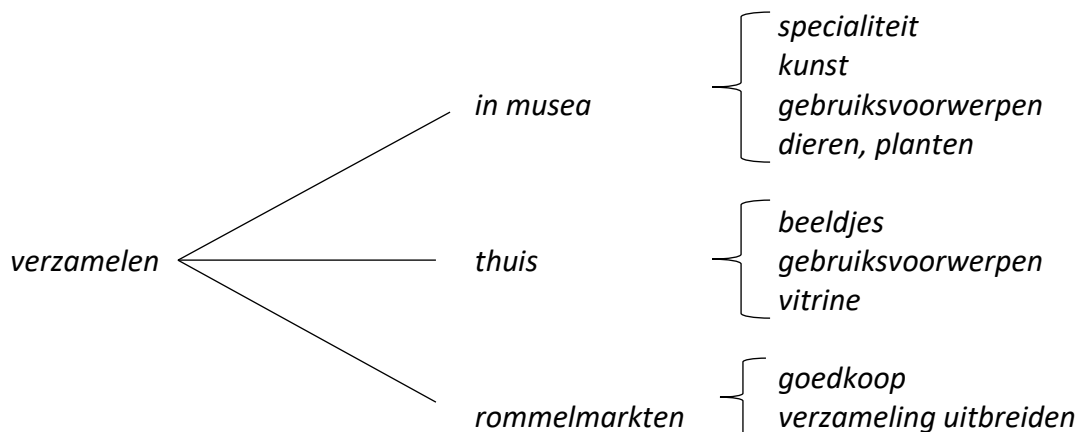 verzamelen
in musea
specialiteit
kunst
gebruiksvoorwerpen
dieren, planten
thuis
beeldjes
gebruiksvoorwerpen
vitrine
rommelmarkten
goedkoop
verzameling uitbreiden